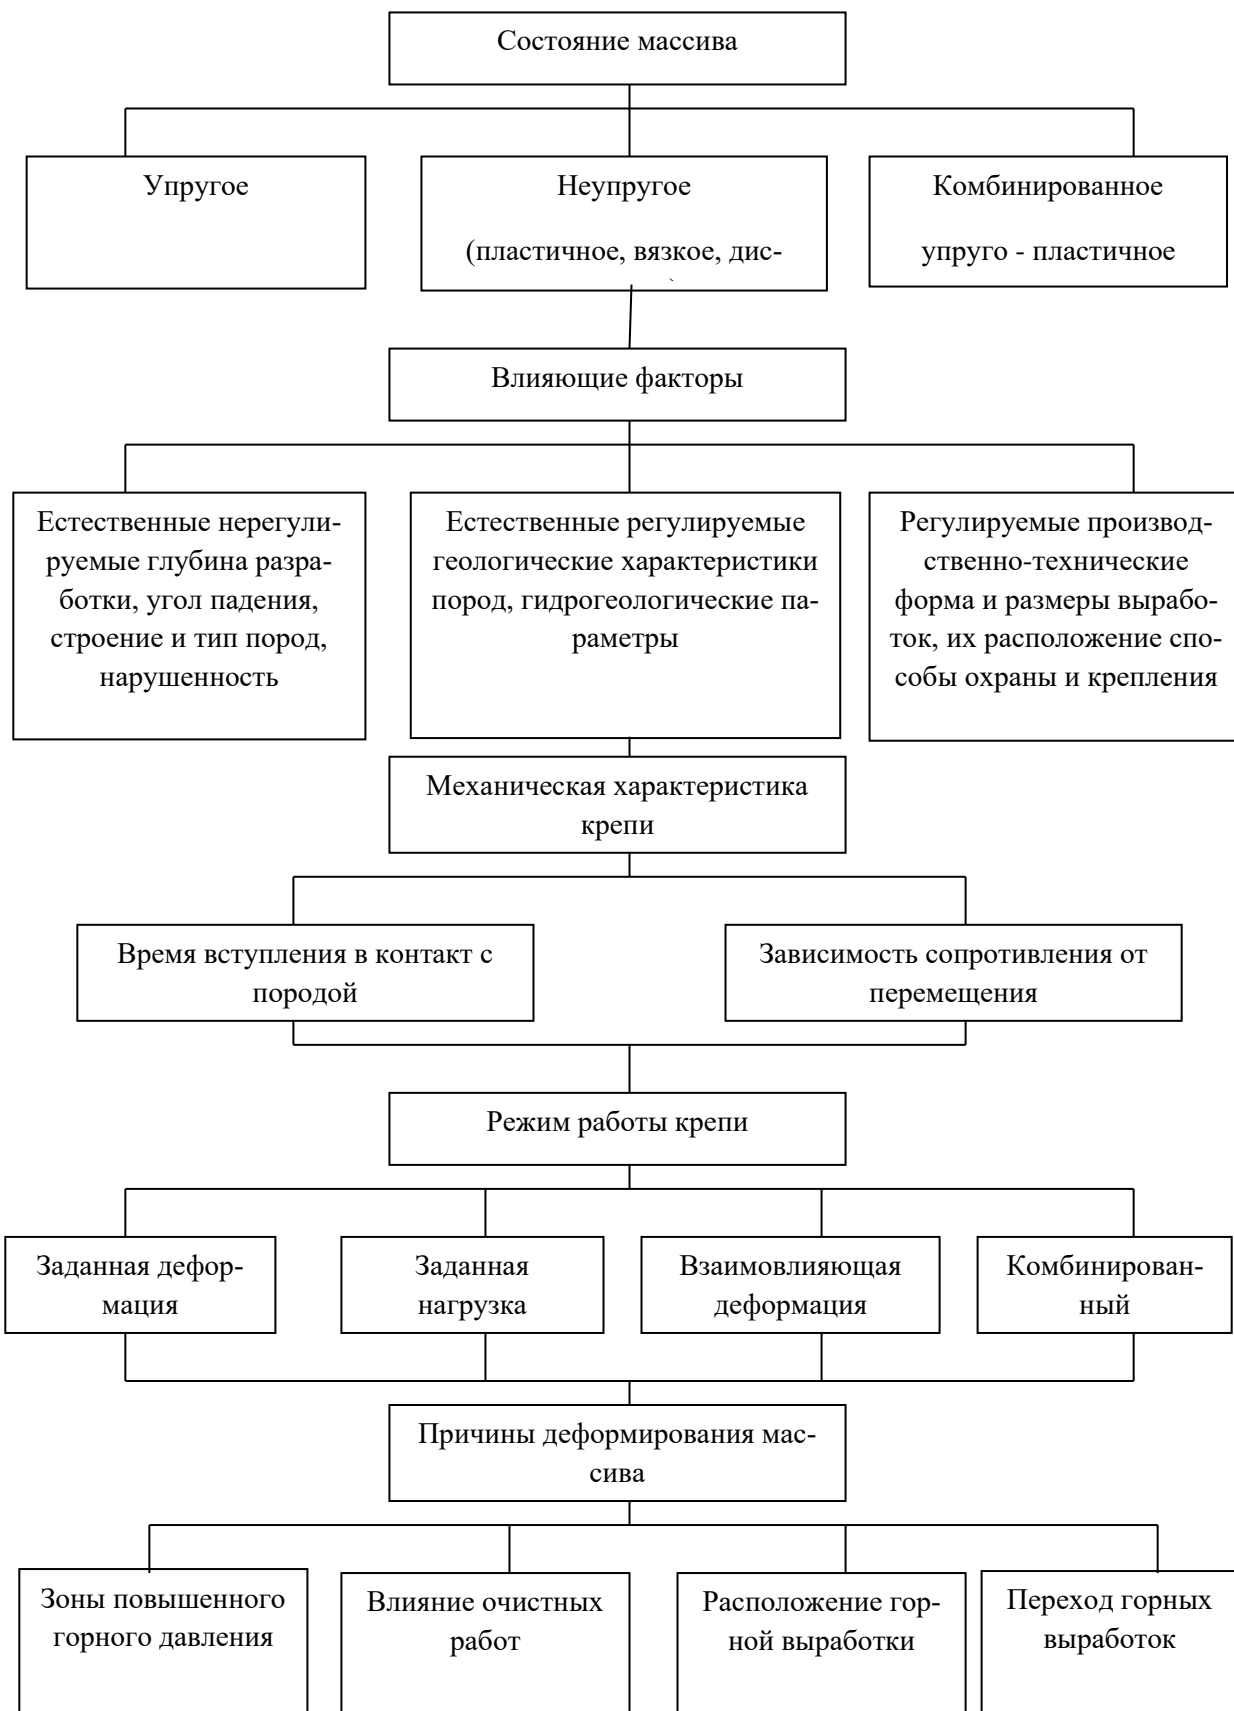 Состояние массива
Упругое
Неупругое
(пластичное, вязкое, дис-
Комбинированное
упруго - пластичное
Влияющие факторы
Естественные нерегули-
руемые глубина разра-
ботки, угол падения,
строение и тип пород,
нарушенность
Естественные регулируемые
геологические характеристики
пород, гидрогеологические па-
раметры
Регулируемые производ-
ственно-технические
форма и размеры вырабо-
ток, их расположение спо-
собы охраны и крепления
Механическая характеристика
крепи
Время вступления в контакт с
породой
Зависимость сопротивления от
перемещения
Режим работы крепи
Заданная дефор-
мация
Заданная
нагрузка
Взаимовлияющая
деформация
Комбинирован-
ный
Причины деформирования мас-
сива
Зоны повышенного
горного давления
Влияние очистных
работ
Расположение гор-
ной выработки
Переход горных
выработок